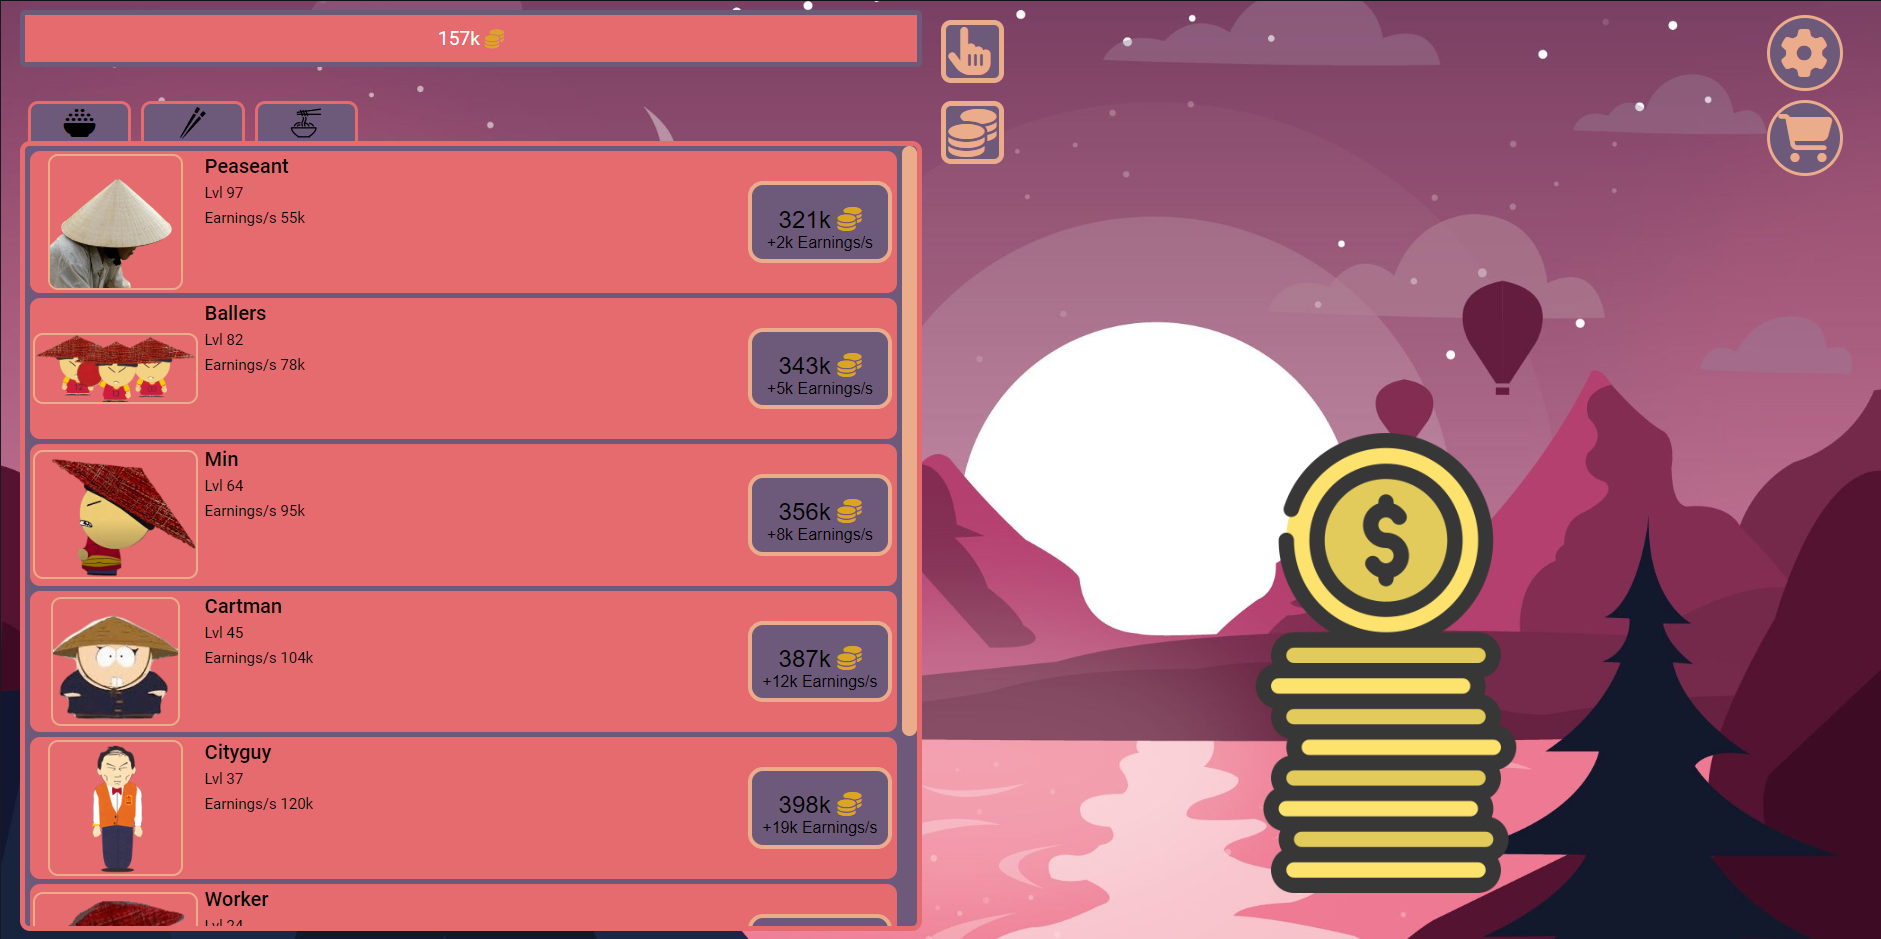 157k
Peaseant
Lvl 97
Earnings/s 55k
321k
+2k Earnings/s
Ballers
Lvl 82
Earnings/s 78k
343k
+5k Earnings/s
Min
Lvl 64
Earnings/s 95k
356k
+8k Earnings/s
Cartman
Lvl 45
Earnings/s 104k
387k
+12k Earnings/s
Cityguy
Lvl 37
Earnings/s 120k
398k
+19k Earnings/s
Worker
Lvl 24
$